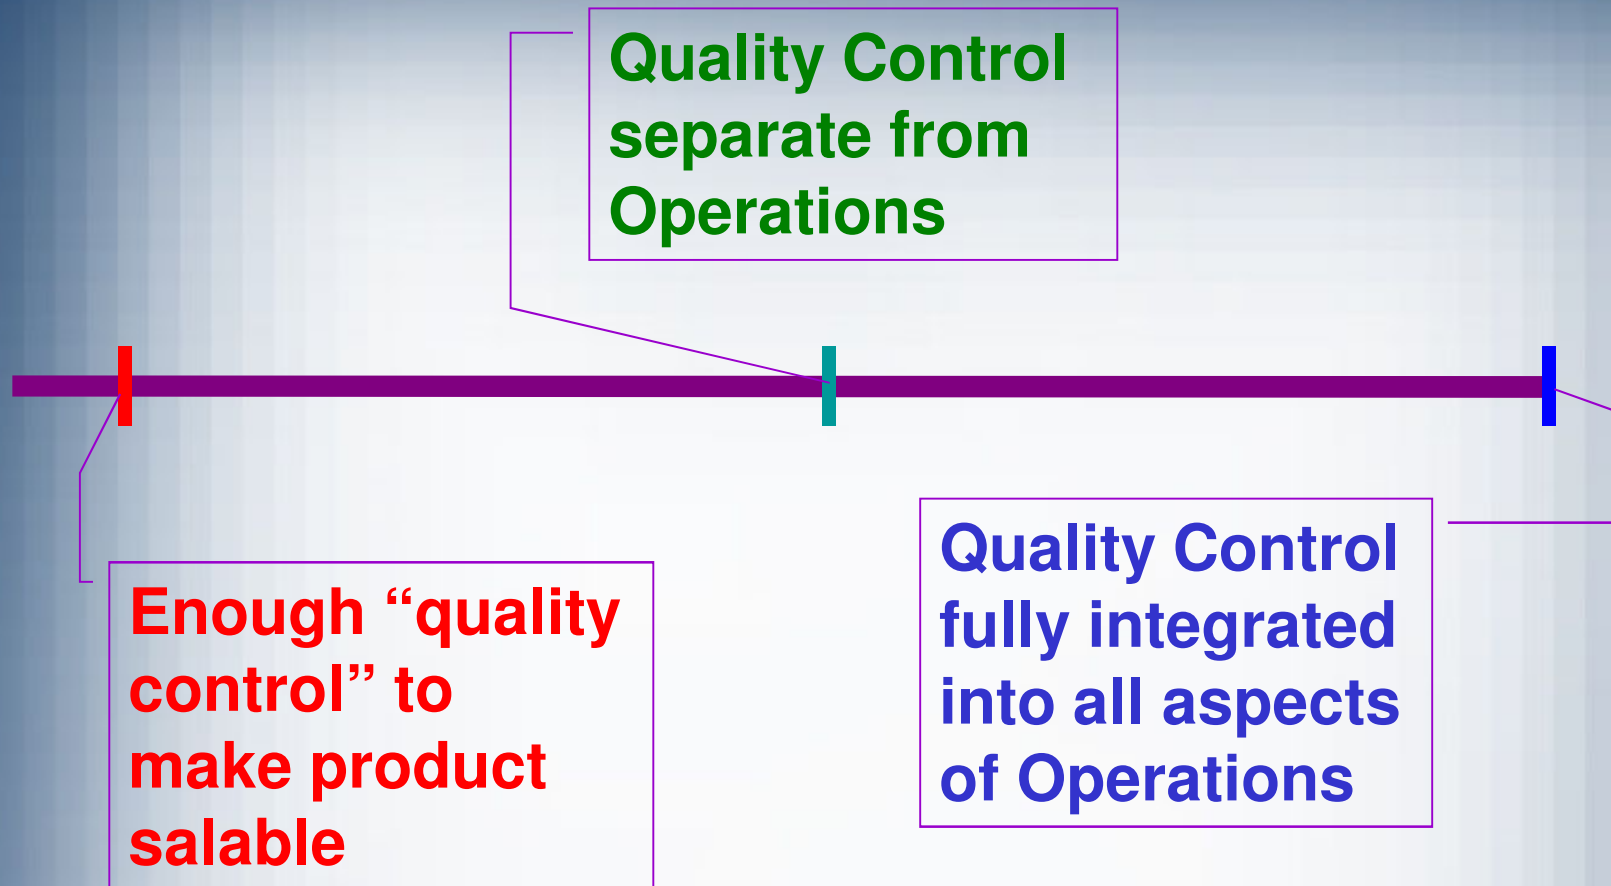 Quality Control
separate from
Operations
Enough “quality
control” to
make product
salable
Quality Control
fully integrated
into all aspects
of Operations